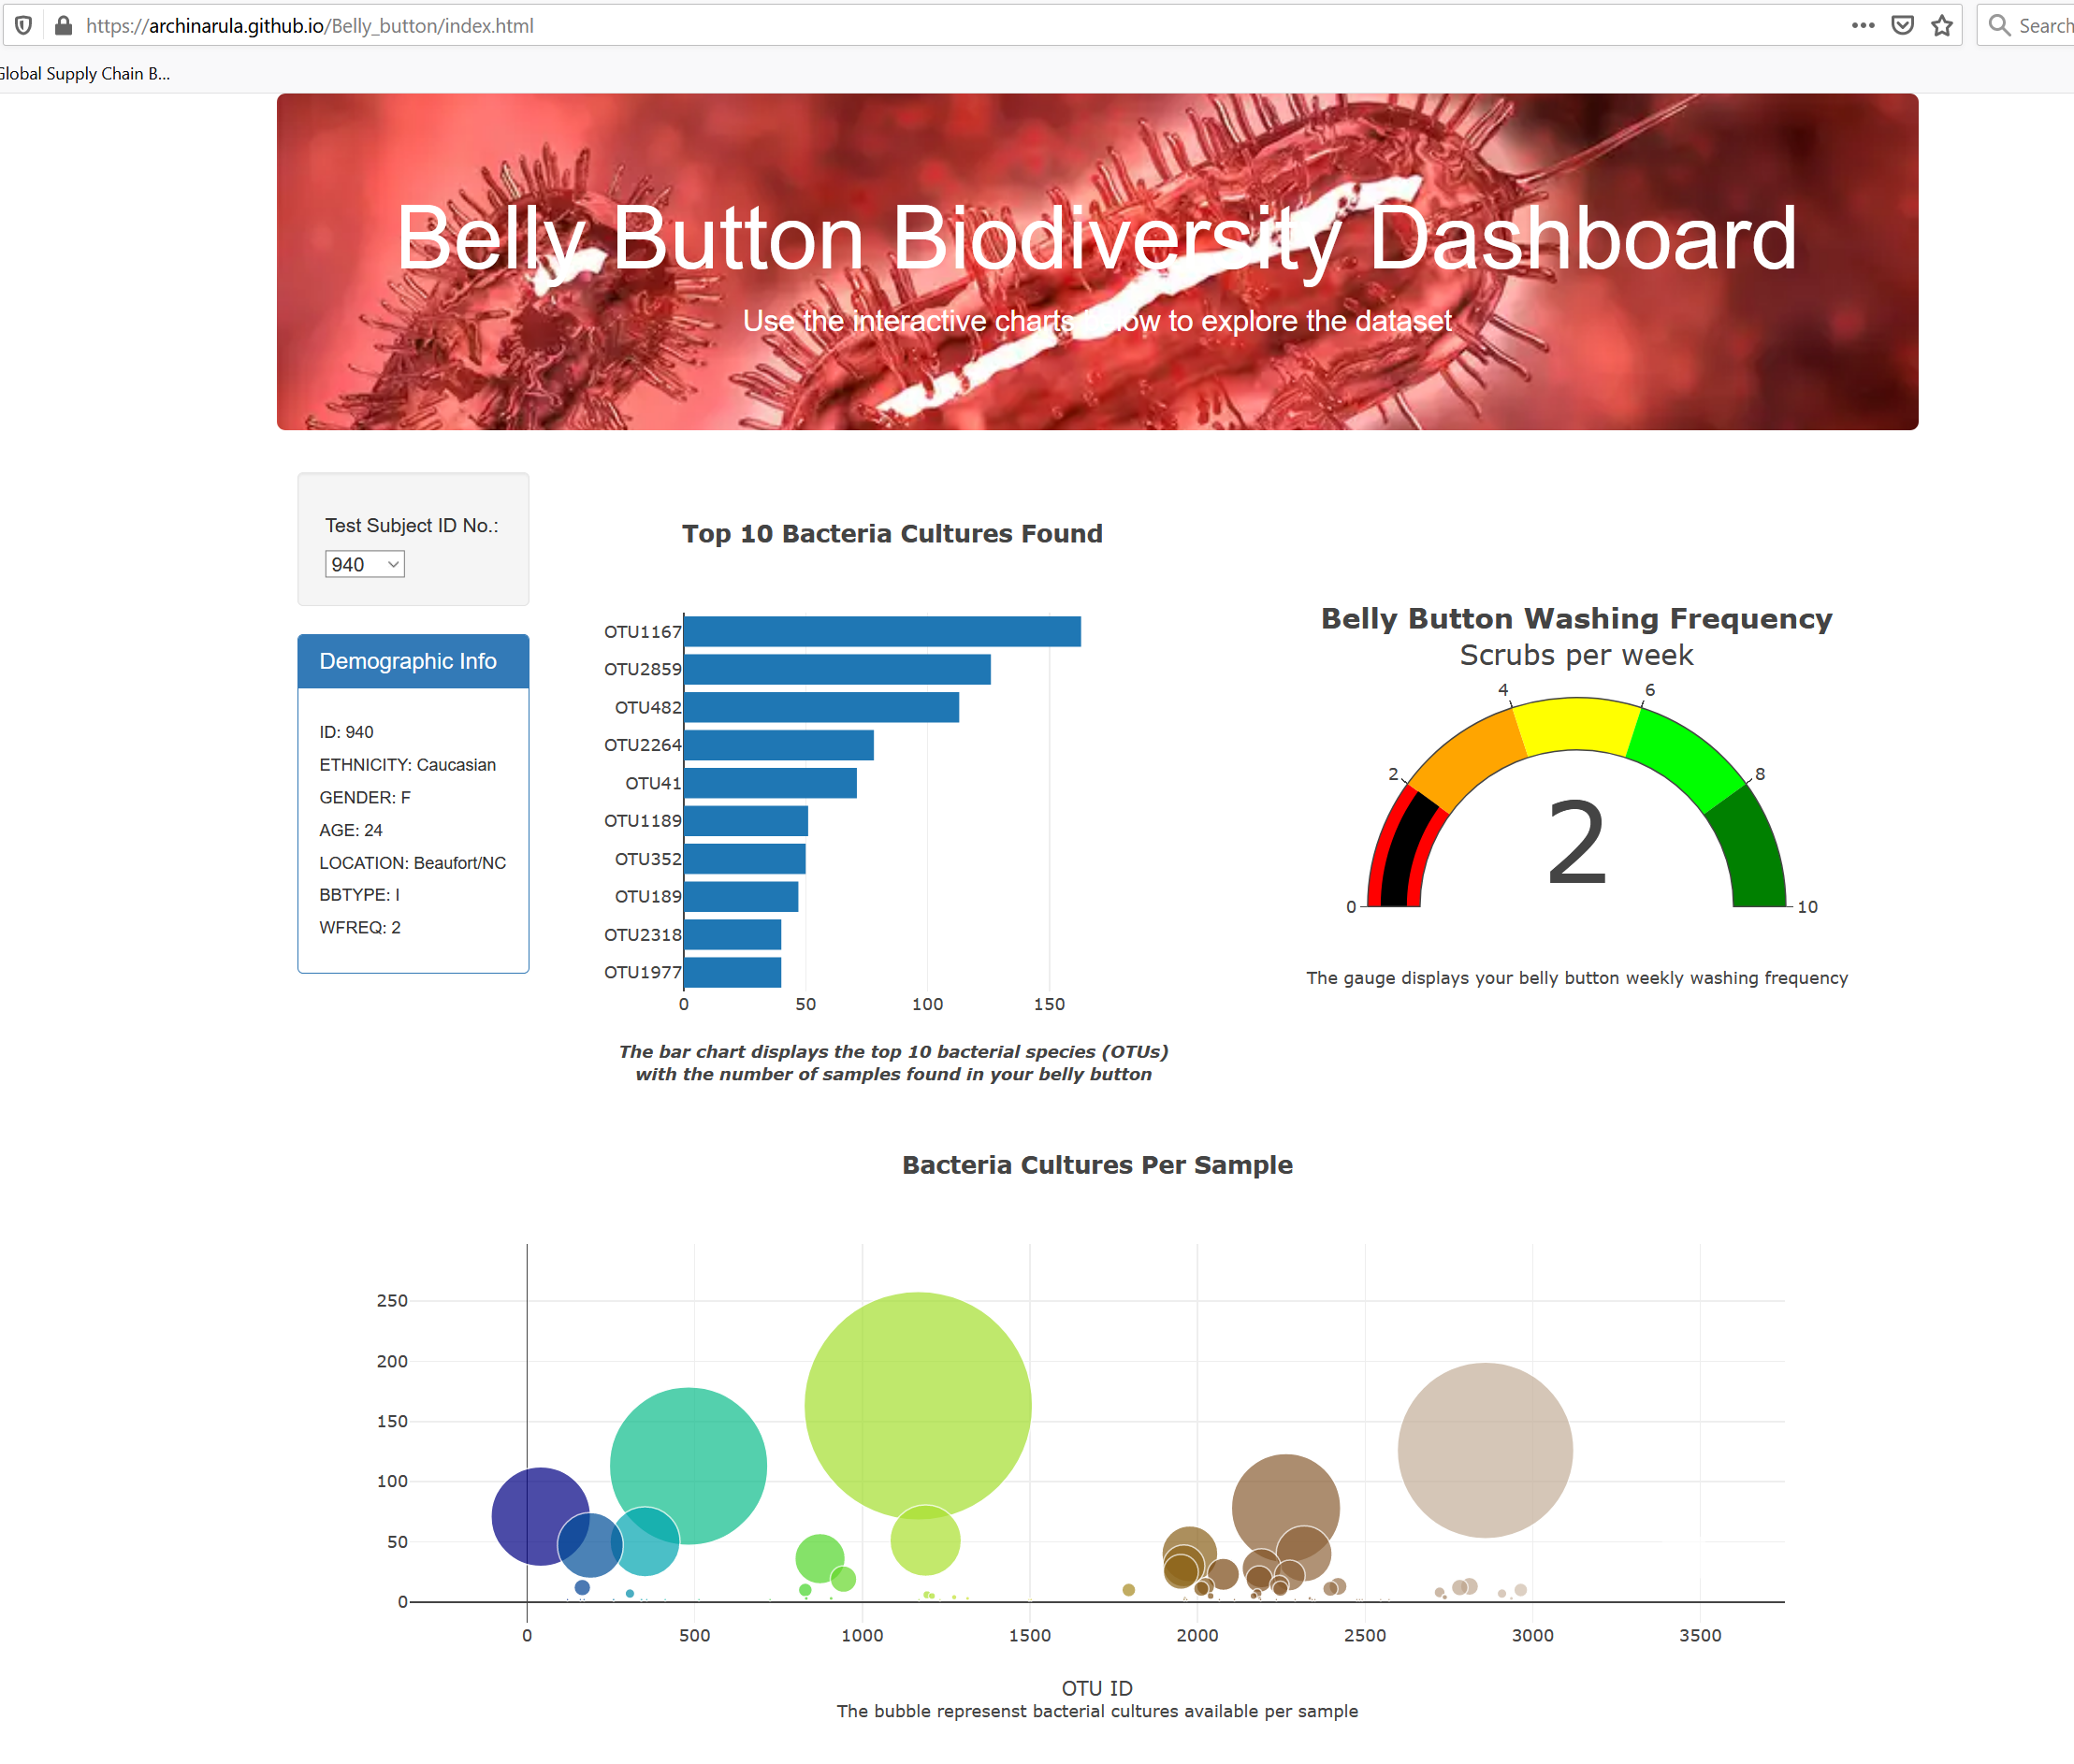 https://archinarula.github.io/Belly_button/index.html
Search
Global Supply Chain B...
Belly Button Biodiversity Dashboard
Use the interactive charts below to explore the dataset
Test Subject ID No.:
940
Demographic Info
ID: 940
ETHNICITY: Caucasian
GENDER: F
AGE: 24
LOCATION: Beaufort/NC
BBTYPE: I
WFREQ: 2
Top 10 Bacteria Cultures Found
OTU1167
OTU2859
OTU482
OTU2264
OTU41
OTU1189
OTU352
OTU189
OTU2318
OTU1977
0 50 100 150
The bar chart displays the top 10 bacterial species (OTUs)
with the number of samples found in your belly button
Belly Button Washing Frequency
Scrubs per week
4 6
2 8
2
0 10
The gauge displays your belly button weekly washing frequency
Bacteria Cultures Per Sample
250
200
150
100
50
0
0 500 1000 1500 2000 2500 3000 3500
OTU ID
The bubble represenst bacterial cultures available per sample